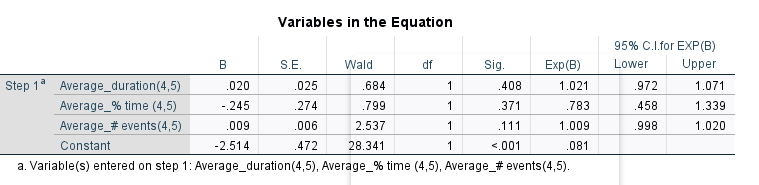 Variables in the Equation
95% C.I.for EXP(B)
B S.E. Wald df Sig. Exp(B) Lower Upper
Step 1a Average_duration(4,5) .020 .025 .684 1 .408 1.021 .972 1.071
Average_% time (4,5) -.245 .274 .799 1 .371 .783 .458 1.339
Average_# events(4,5) .009 .006 2.537 1 .111 1.009 .998 1.020
Constant -2.514 .472 28.341 1 <.001 .081
a. Variable(s) entered on step 1: Average_duration(4,5), Average_% time (4,5), Average_# events(4,5).